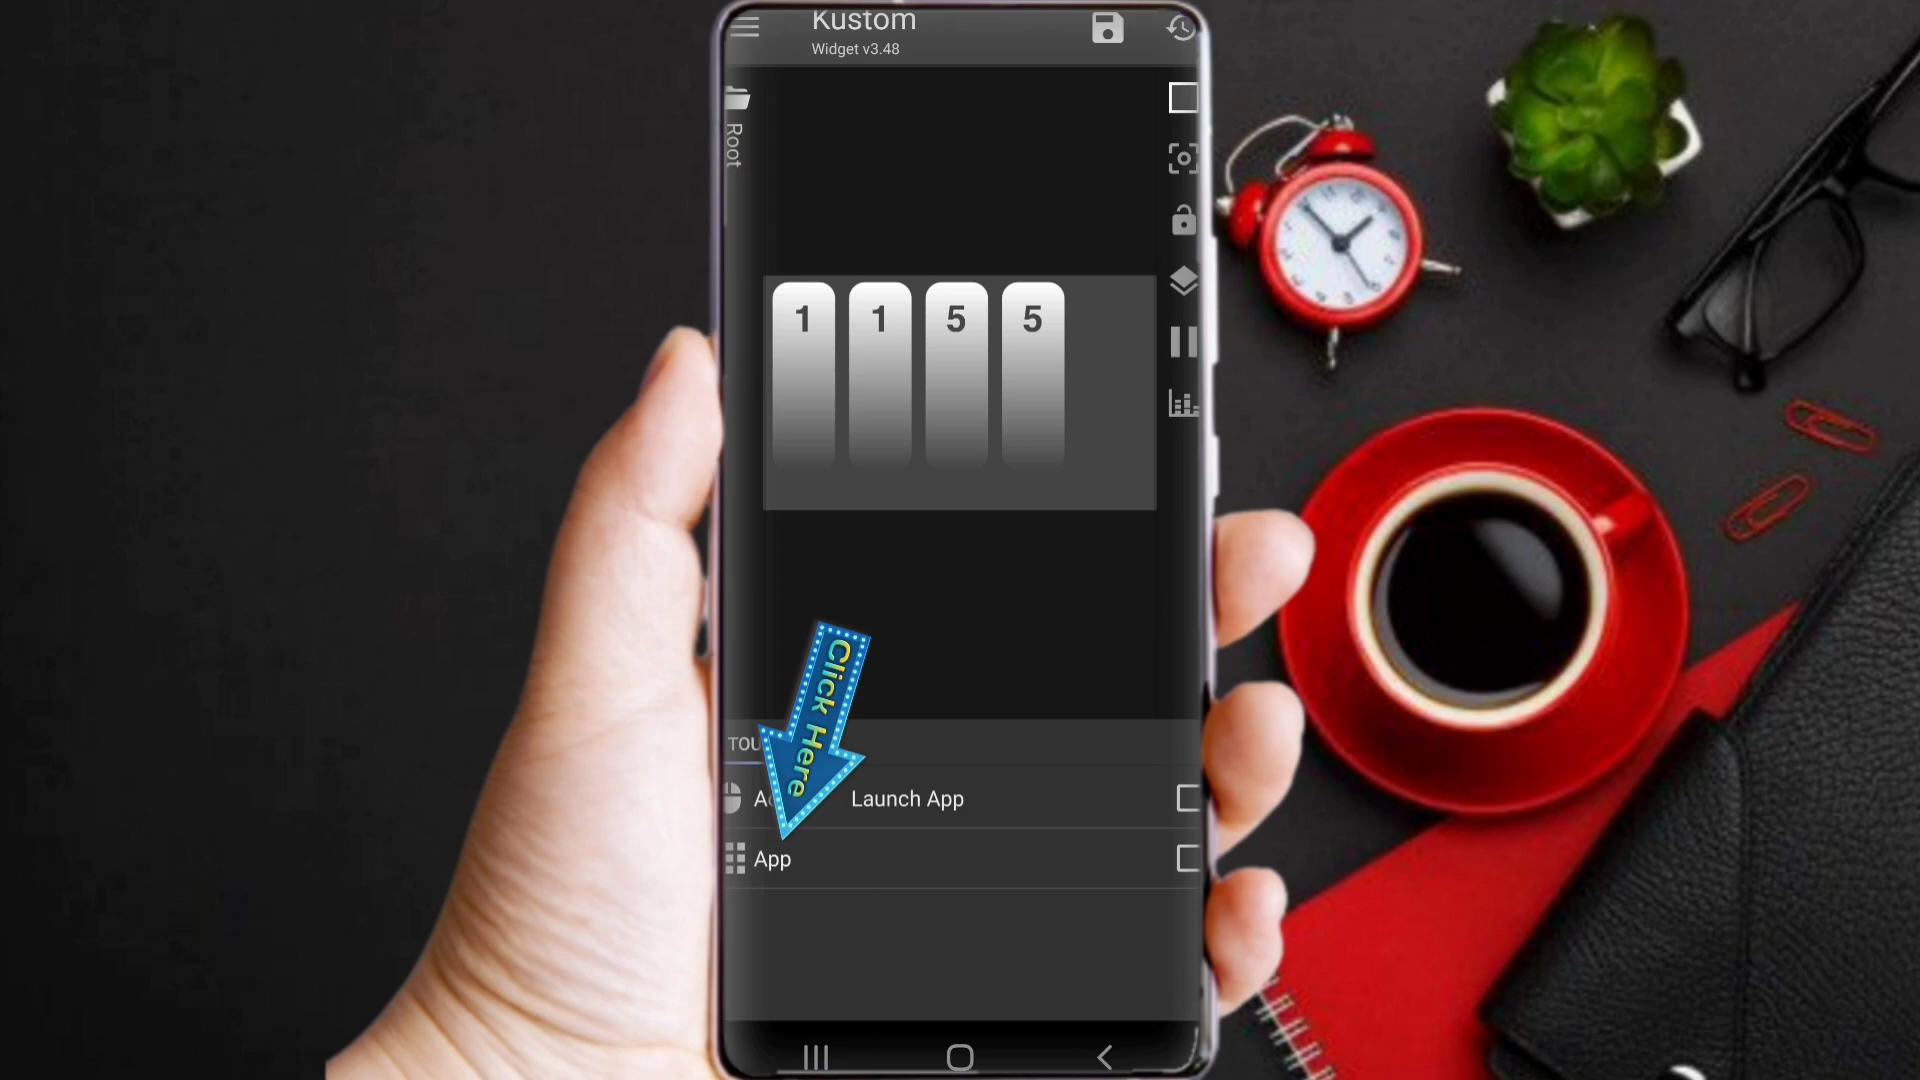 Kustom
Widget v3.48
Root
1 1 5 5
Click Here
TOU
Launch App
App